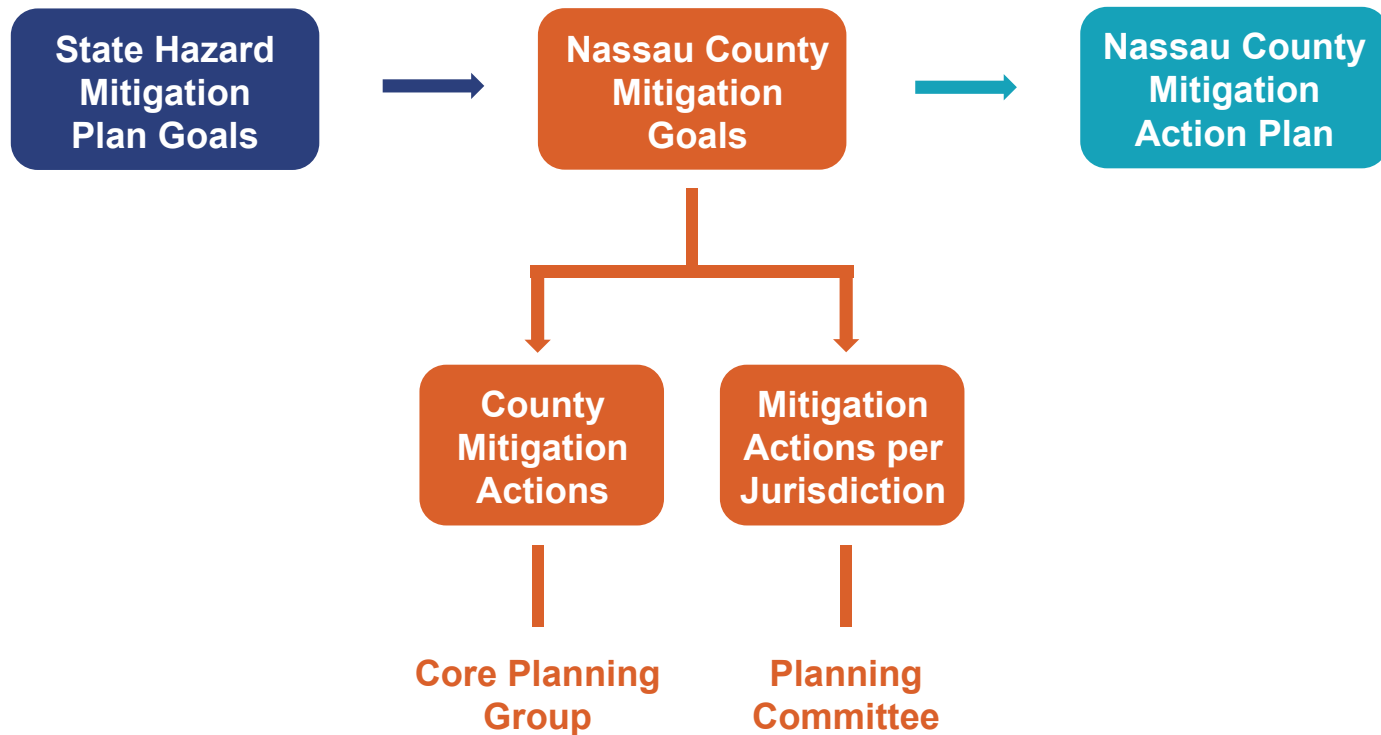 State Hazard
Mitigation
Plan Goals
Nassau County
Mitigation
Goals
Nassau County
Mitigation
Action Plan
County
Mitigation
Actions
Mitigation
Actions per
Jurisdiction
Core Planning
Group
Planning
Committee